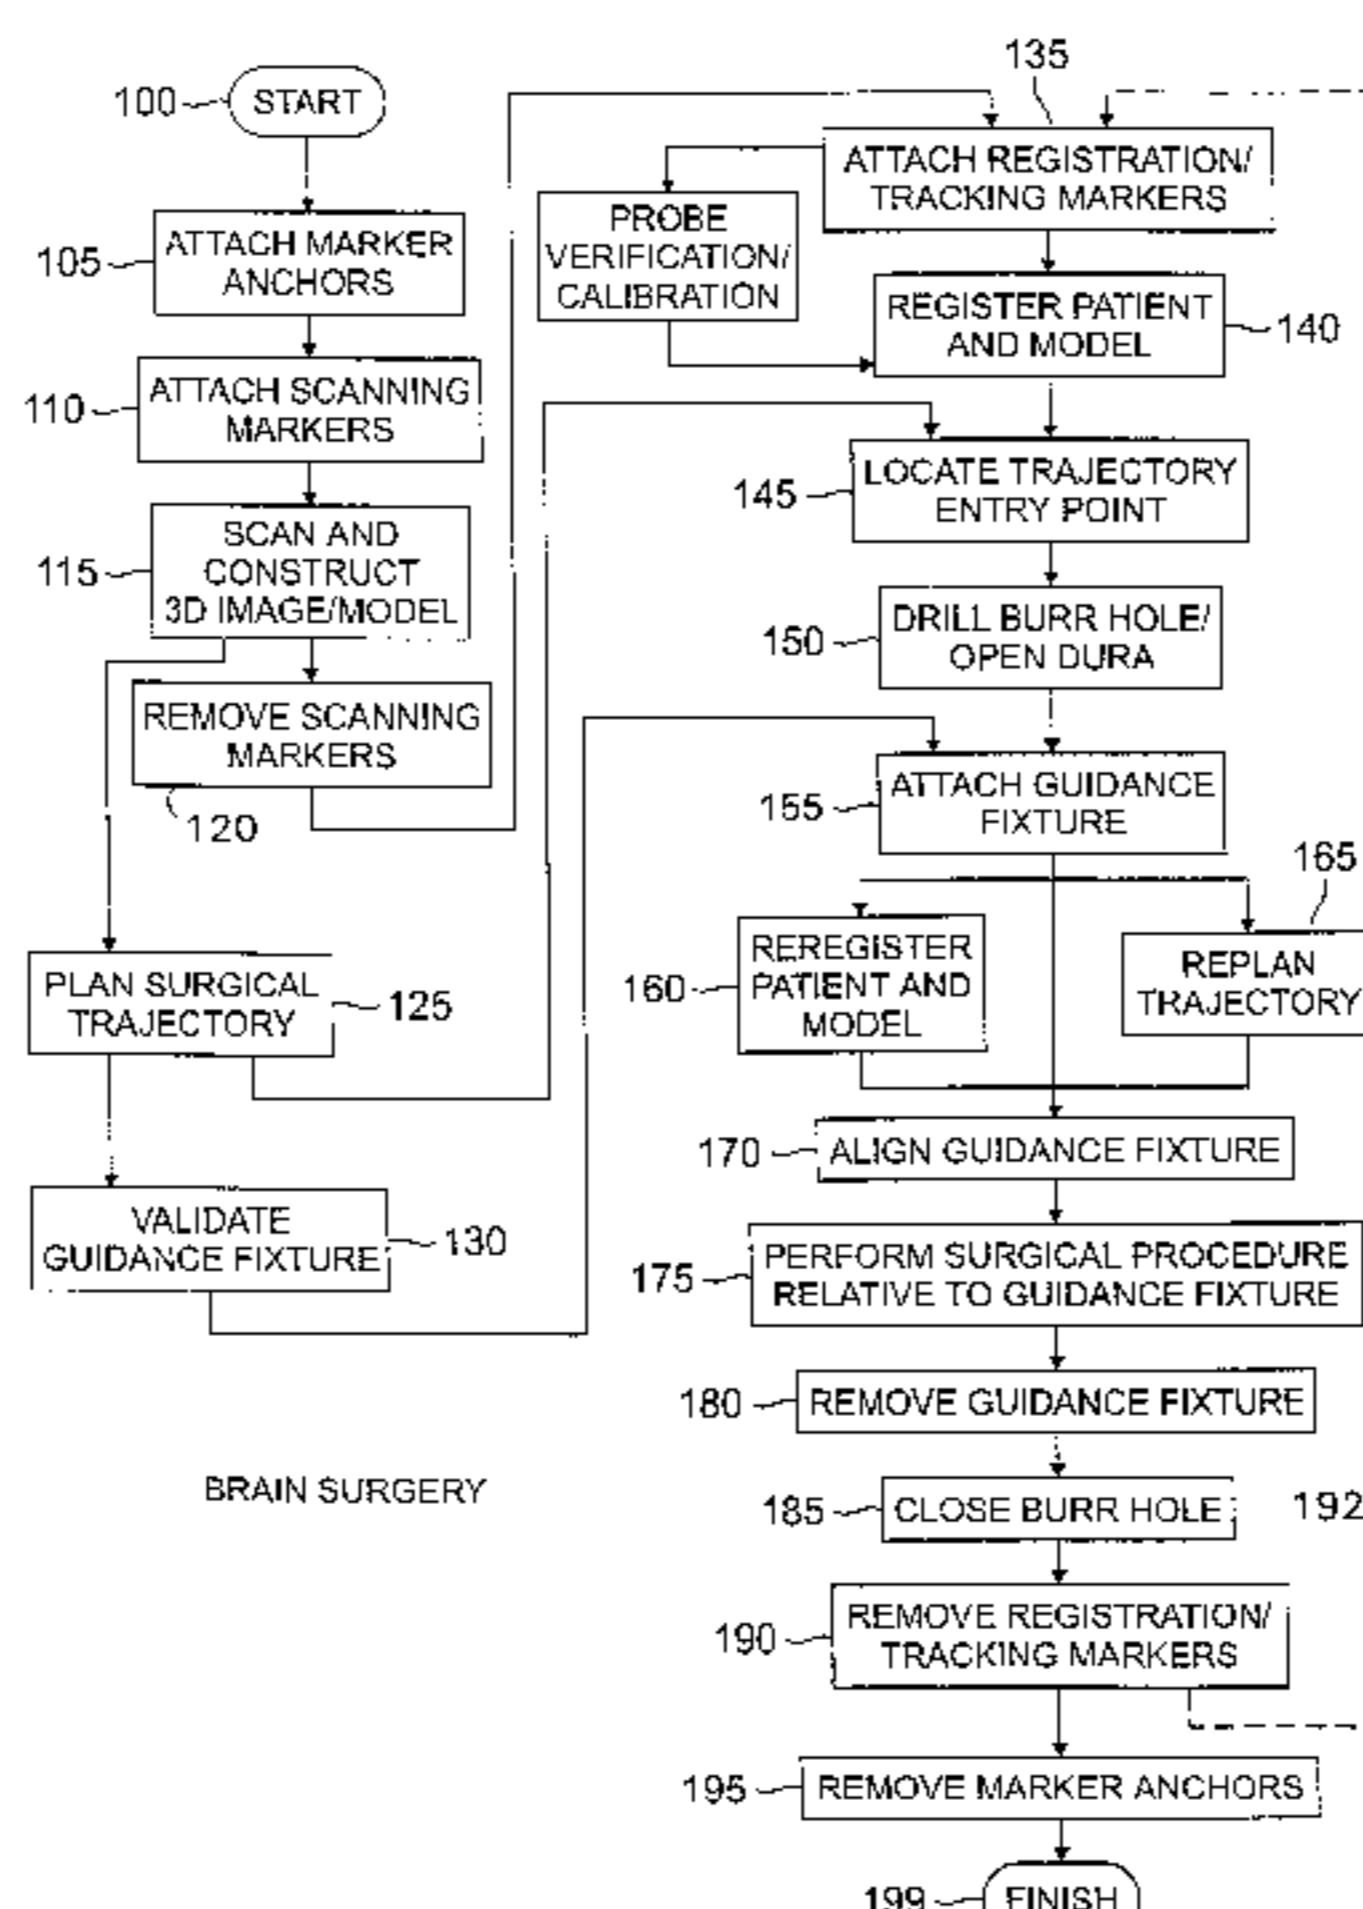 100
START
105
ATTACH MARKER
ANCHORS
110
ATTACH SCANNING
MARKERS
115
SCAN AND
CONSTRUCT
3D IMAGE/MODEL
REMOVE SCANNING
MARKERS
120
PLAN SURGICAL
TRAJECTORY
125
VALIDATE
GUIDANCE FIXTURE
130
BRAIN SURGERY
135
ATTACH REGISTRATION/
TRACKING MARKERS
PROBE
VERIFICATION/
CALIBRATION
REGISTER PATIENT
AND MODEL
140
145
LOCATE TRAJECTORY
ENTRY POINT
150
DRILL BURR HOLE/
OPEN DURA
155
ATTACH GUIDANCE
FIXTURE
160
REREGISTER
PATIENT AND
MODEL
165
REPLAN
TRAJECTORY
170
ALIGN GUIDANCE FIXTURE
175
PERFORM SURGICAL PROCEDURE
RELATIVE TO GUIDANCE FIXTURE
180
REMOVE GUIDANCE FIXTURE
185
CLOSE BURR HOLE
192
190
REMOVE REGISTRATION/
TRACKING MARKERS
195
REMOVE MARKER ANCHORS
199
FINISH